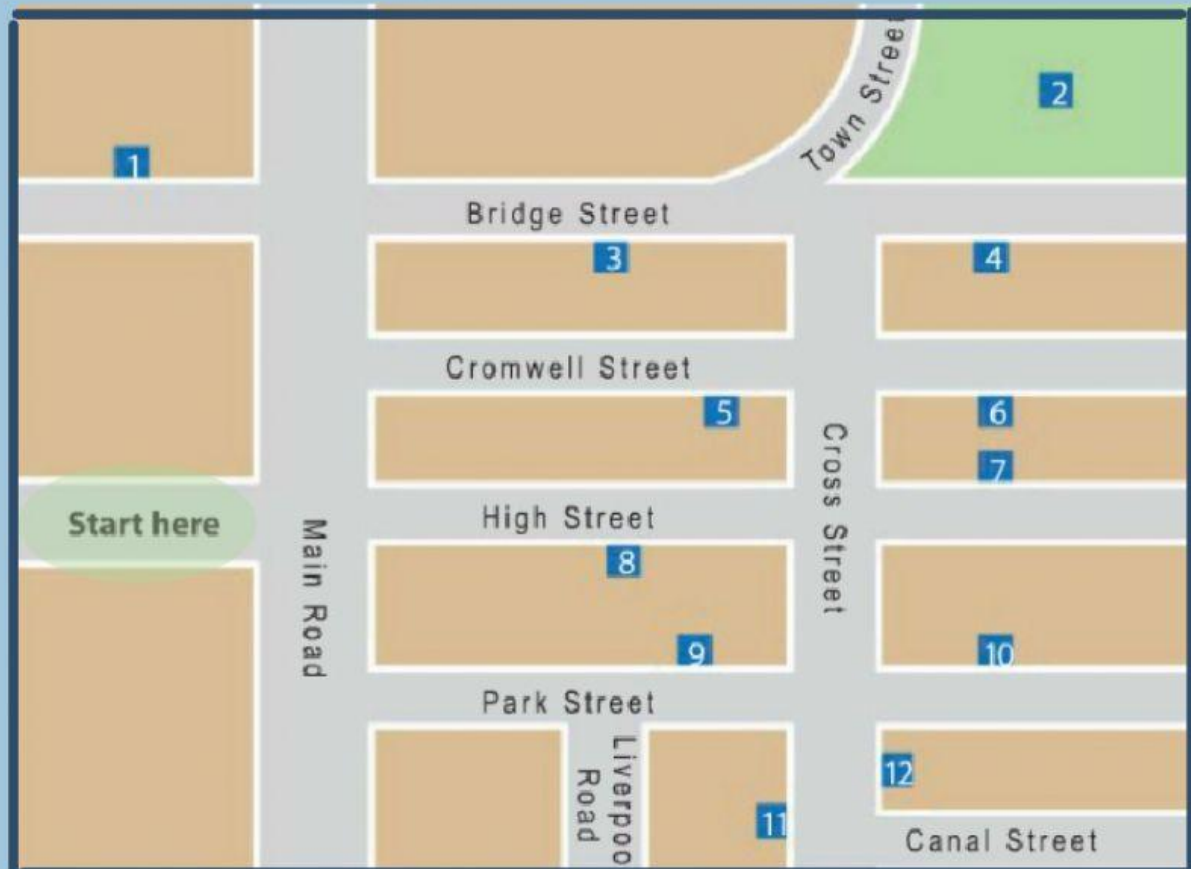 Town Street
2
1
Bridge Street
3
4
Cromwell Street
5
6
Cross Street
7
Start here
Main Road
High Street
8
9
10
Park Street
Liverpoo
Road
12
11
Canal Street